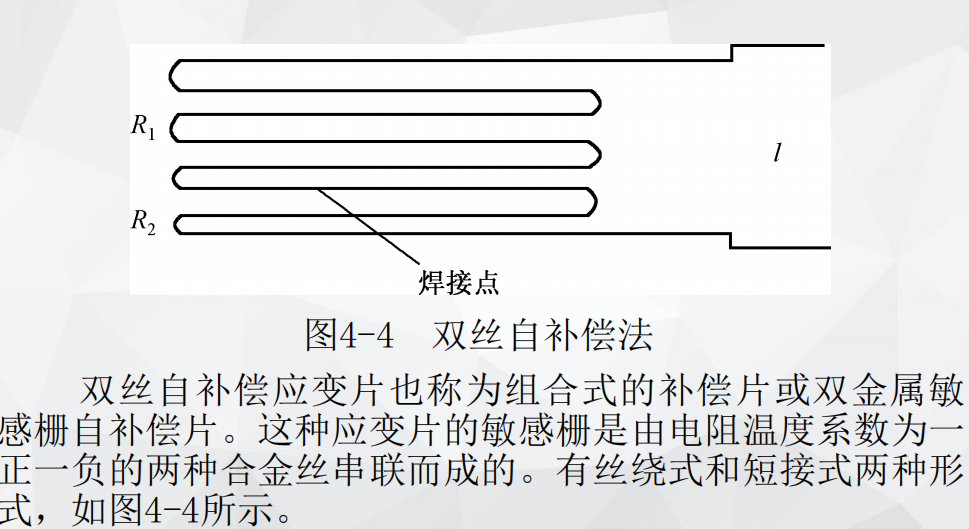 R1
l
R2
焊接点
图4-4 双丝自补偿法
双丝自补偿应变片也称为组合式的补偿片或双金属敏
感栅自补偿片。这种应变片的敏感栅是由电阻温度系数为一
正一负的两种合金丝串联而成的。有丝绕式和短接式两种形
式，如图4-4所示。